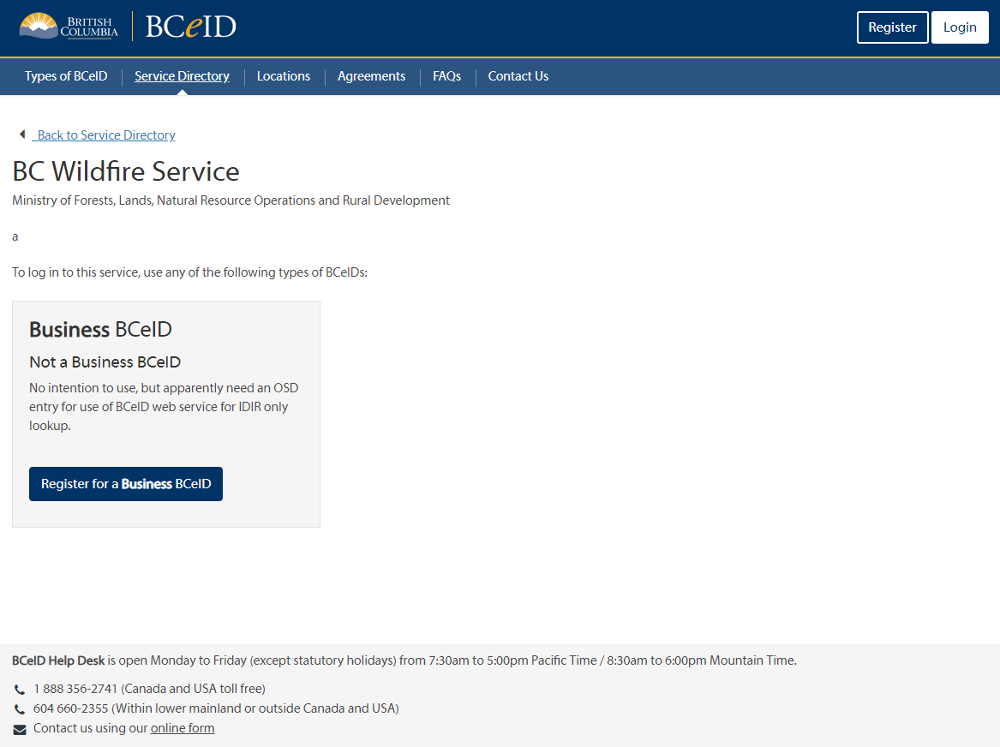 BRITISH
COLUMBIA
BCeID
Register
Login
Types of BCeID
Service Directory
Locations
Agreements
FAQs
Contact Us
Back to Service Directory
BC Wildfire Service
Ministry of Forests, Lands, Natural Resource Operations and Rural Development
a
To log in to this service, use any of the following types of BCeIDs:
Business BCeID
Not a Business BCeID
No intention to use, but apparently need an OSD
entry for use of BCeID web service for IDIR only
lookup.
Register for a Business BCeID
BCeID Help Desk is open Monday to Friday (except statutory holidays) from 7:30am to 5:00pm Pacific Time / 8:30am to 6:00pm Mountain Time.
1 888 356-2741 (Canada and USA toll free)
604 660-2355 (Within lower mainland or outside Canada and USA)
Contact us using our online form